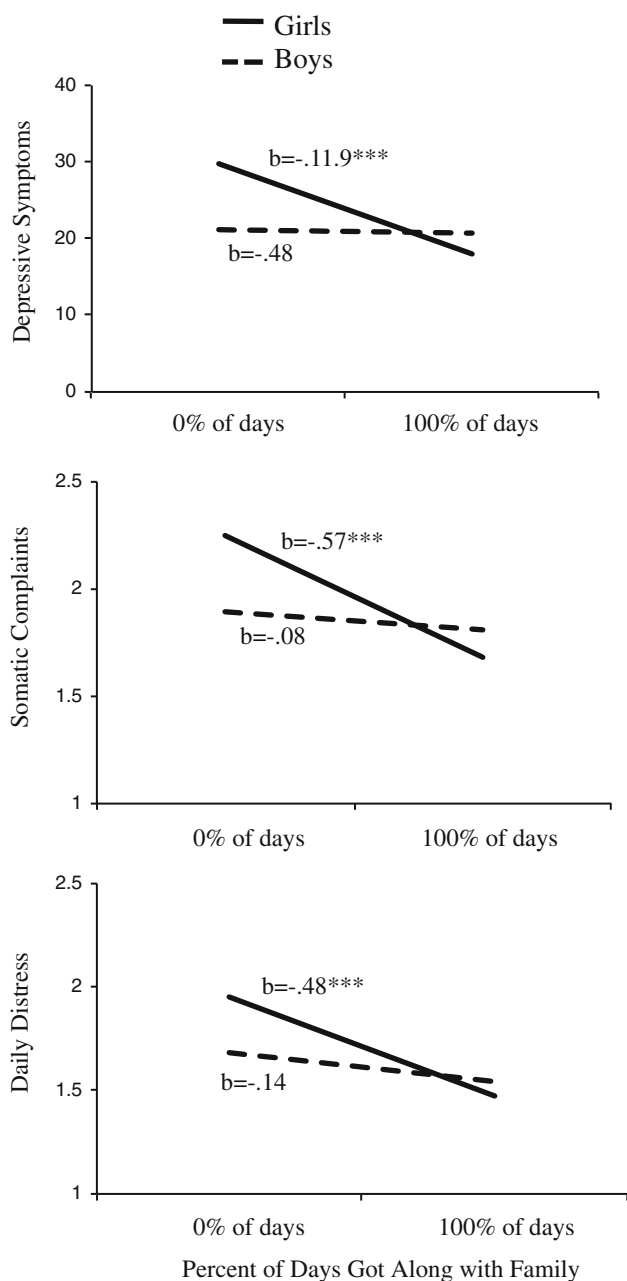 Girls
Boys
Depressive Symptoms
40
30
20
10
0
b=-.11.9***
b=-.48
0% of days 100% of days
Somatic Complaints
2.5
2
1.5
1
b=-.57***
b=-.08
0% of days 100% of days
Daily Distress
2.5
2
1.5
1
b=-.48***
b=-.14
0% of days 100% of days
Percent of Days Got Along with Family